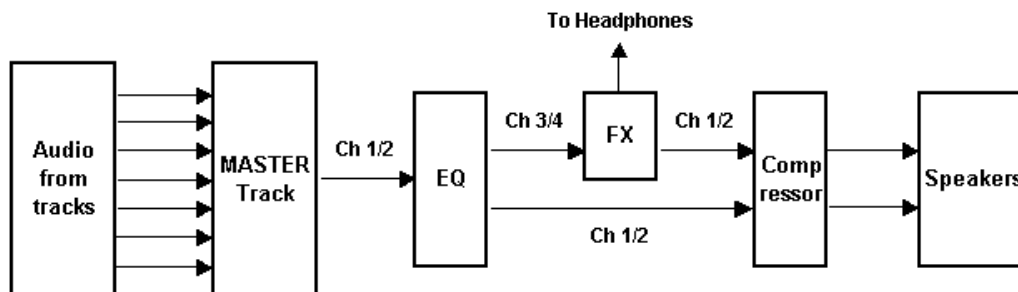 To Headphones
Audio
from
tracks
MASTER
Track
Ch 1/2
EQ
Ch 3/4
FX
Ch 1/2
Ch 1/2
Comp
ressor
Speakers